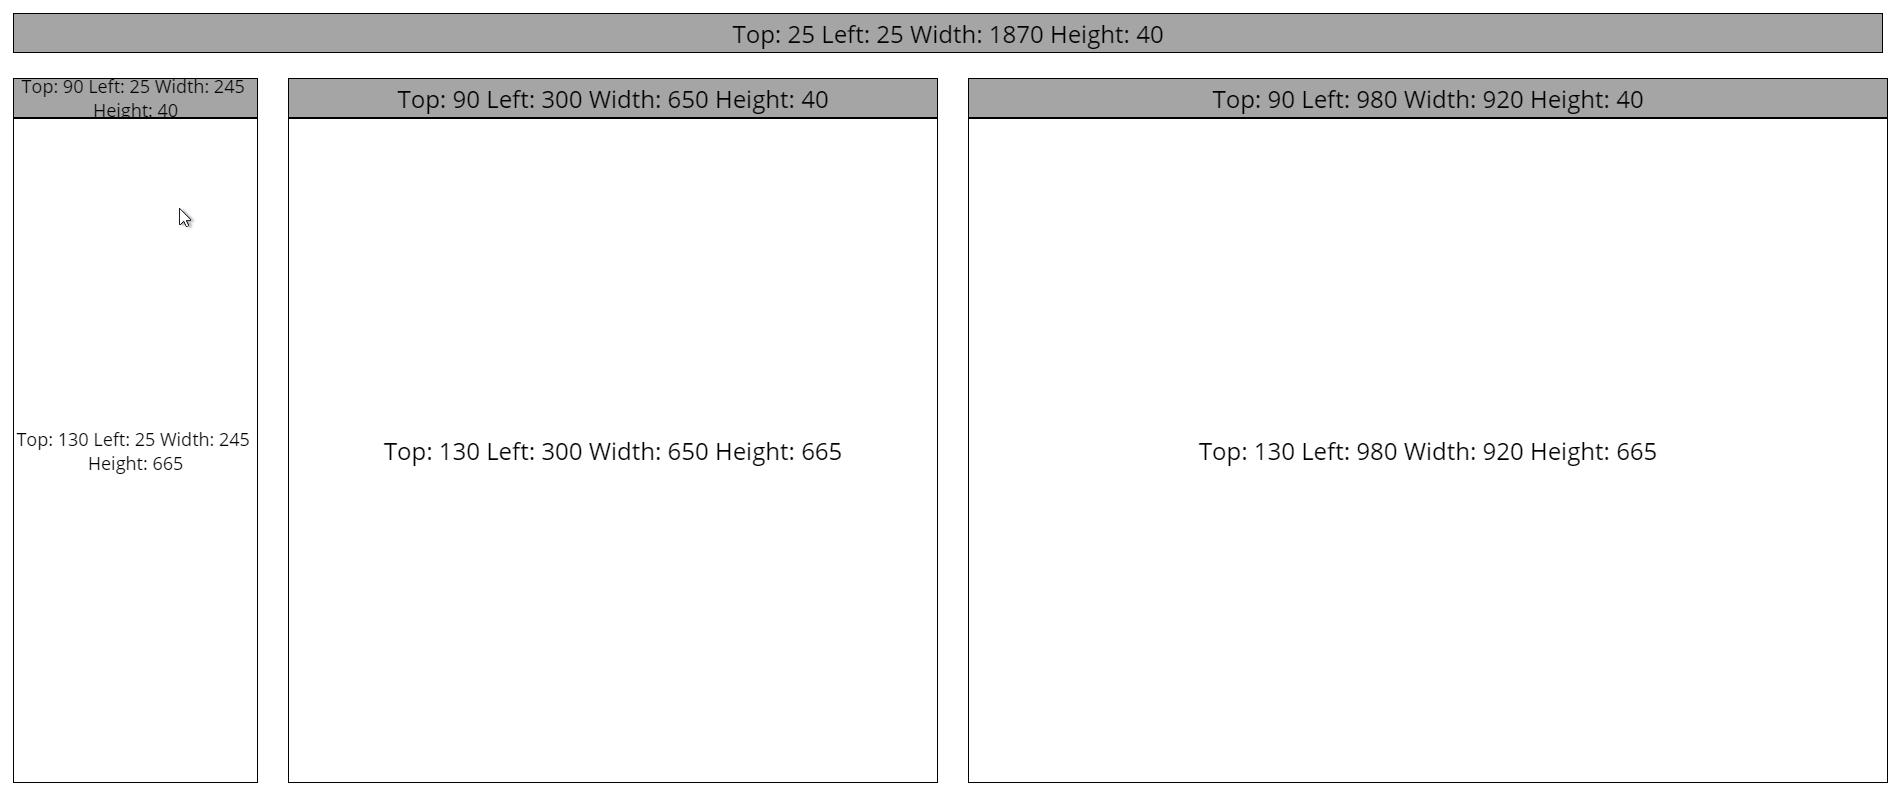 Top: 25 Left: 25 Width: 1870 Height: 40
Top: 90 Left: 25 Width: 245
Height: 40
Top: 90 Left: 300 Width: 650 Height: 40
Top: 90 Left: 980 Width: 920 Height: 40
Top: 130 Left: 25 Width: 245
Height: 665
Top: 130 Left: 300 Width: 650 Height: 665
Top: 130 Left: 980 Width: 920 Height: 665